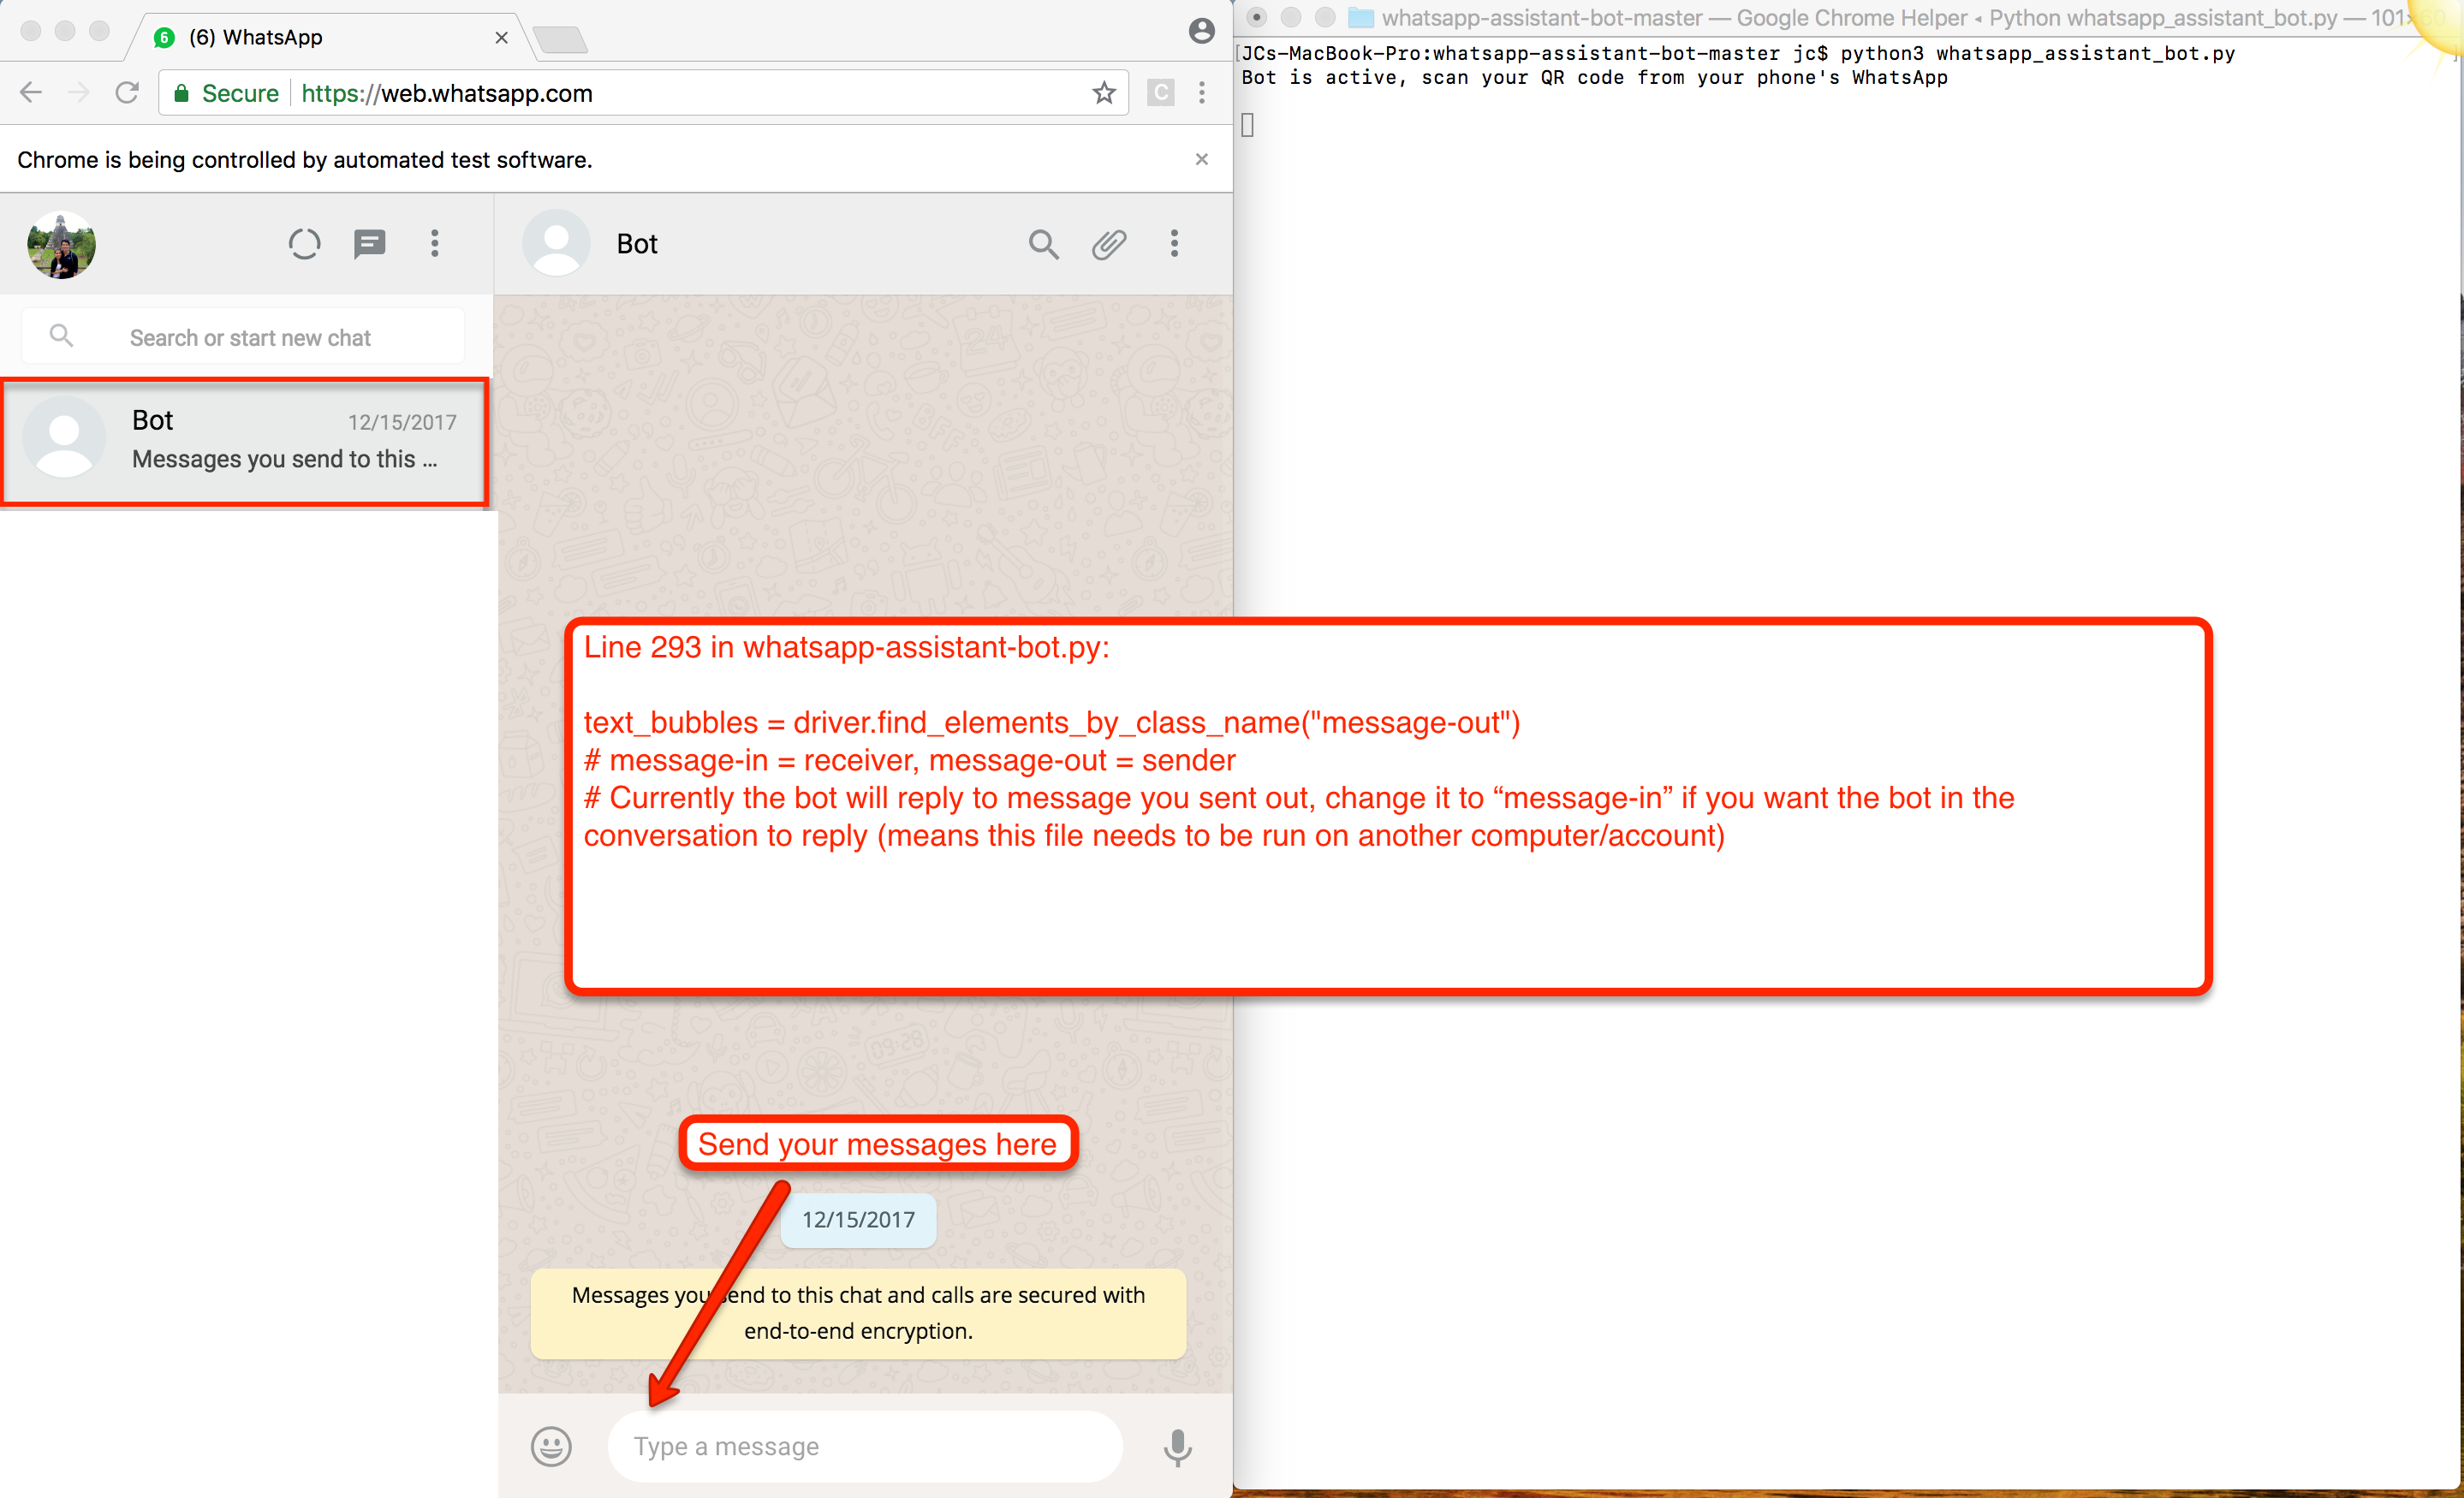 6 (6) WhatsApp
Secure https://web.whatsapp.com
C
Chrome is being controlled by automated test software.
Bot
Search or start new chat
Bot 12/15/2017
Messages you send to this ...
whatsapp-assistant-bot-master — Google Chrome Helper ◂ Python whatsapp_assistant_bot.py — 101×60
[JCs-MacBook-Pro:whatsapp-assistant-bot-master jc$ python3 whatsapp_assistant_bot.py ]
Bot is active, scan your QR code from your phone's WhatsApp
Line 293 in whatsapp-assistant-bot.py:
text_bubbles = driver.find_elements_by_class_name("message-out")
# message-in = receiver, message-out = sender
# Currently the bot will reply to message you sent out, change it to “message-in” if you want the bot in the
conversation to reply (means this file needs to be run on another computer/account)
09:28
Send your messages here
12/15/2017
Messages you send to this chat and calls are secured with
end-to-end encryption.
Type a message